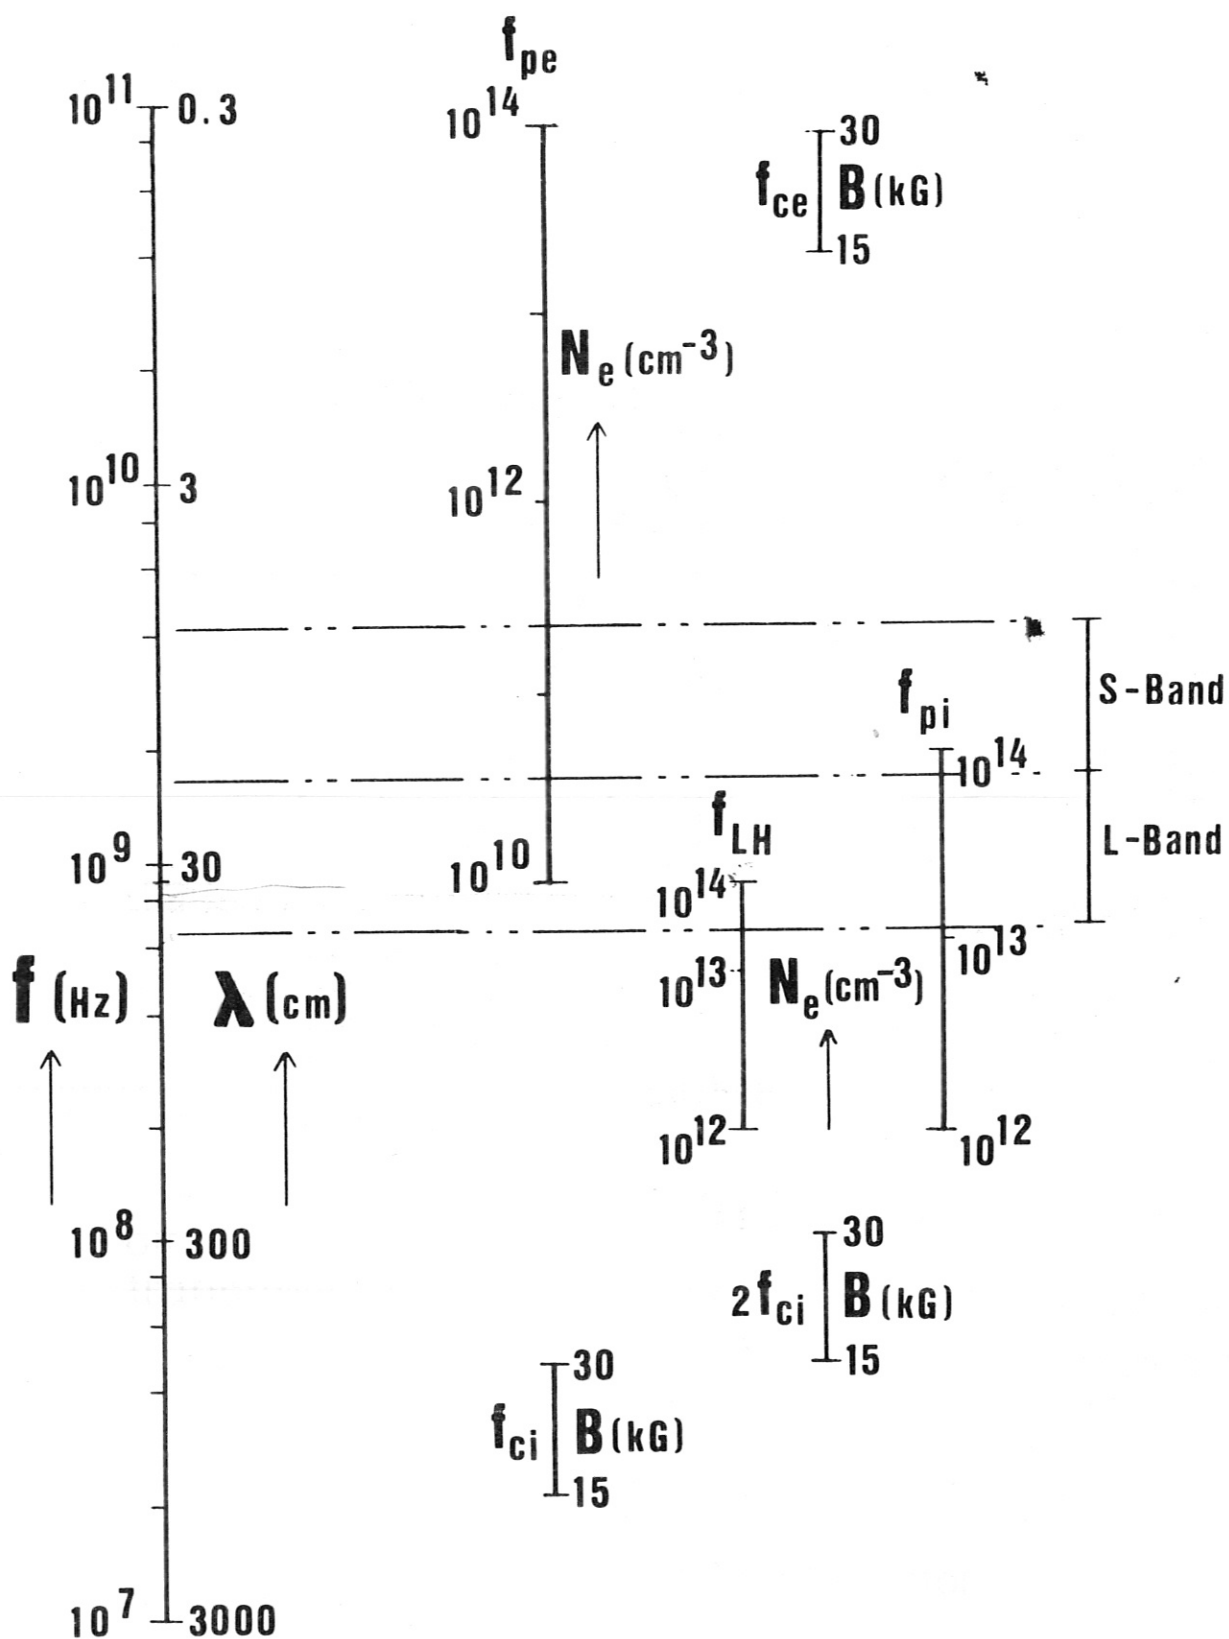 f_pe
10^11 0.3
10^14
30
f_ce B (kG)
15
N_e (cm^-3)
10^10 3
10^12
S-Band
f_pi
10^14
f_LH
L-Band
10^9 30
10^10
10^14
10^13
10^13
f (Hz) λ (cm)
N_e (cm^-3)
10^12
10^12
10^8 300
30
2f_ci B (kG)
15
30
f_ci B (kG)
15
10^7 3000